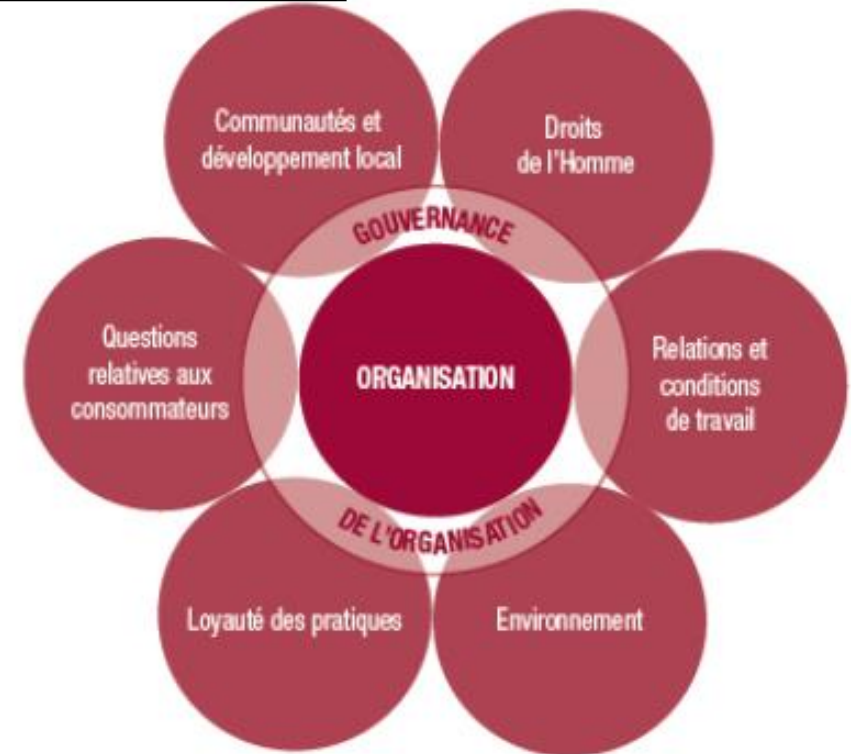 Communautés et
développement local
Droits
de l'Homme
GOUVERNANCE
Questions
relatives aux
consommateurs
ORGANISATION
Relations et
conditions
de travail
DE L'ORGANISATION
Loyauté des pratiques
Environnement